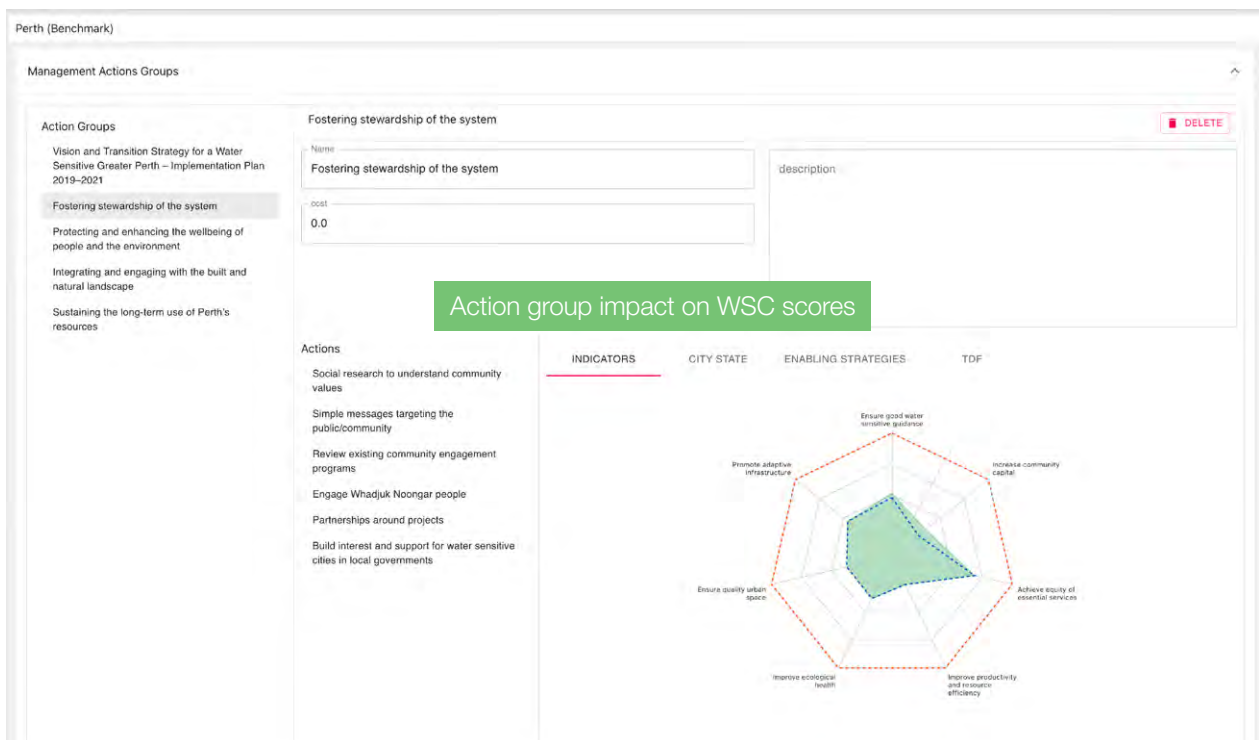 Perth (Benchmark)
Management Actions Groups
Action Groups
Vision and Transition Strategy for a Water
Sensitive Greater Perth – Implementation Plan
2019–2021
Fostering stewardship of the system
Protecting and enhancing the wellbeing of
people and the environment
Integrating and engaging with the built and
natural landscape
Sustaining the long-term use of Perth's
resources
Fostering stewardship of the system
DELETE
Name
Fostering stewardship of the system
description
cost
0.0
Action group impact on WSC scores
Actions
Social research to understand community
values
Simple messages targeting the
public/community
Review existing community engagement
programs
Engage Whadjuk Noongar people
Partnerships around projects
Build interest and support for water sensitive
cities in local governments
INDICATORS
CITY STATE
ENABLING STRATEGIES
TDF
Ensure good water
sensitive guidance
Increase community
capital
Achieve equity of
essential services
Improve productivity
and resource
efficiency
Improve ecological
health
Ensure quality urban
space
Promote adaptive
infrastructure